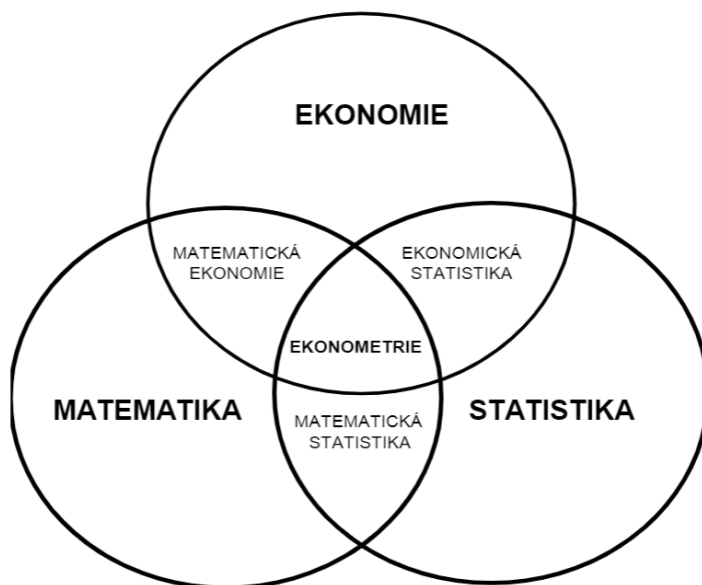 EKONOMIE
MATEMATICKÁ
EKONOMIE
EKONOMICKÁ
STATISTIKA
EKONOMETRIE
MATEMATIKA
MATEMATICKÁ
STATISTIKA
STATISTIKA